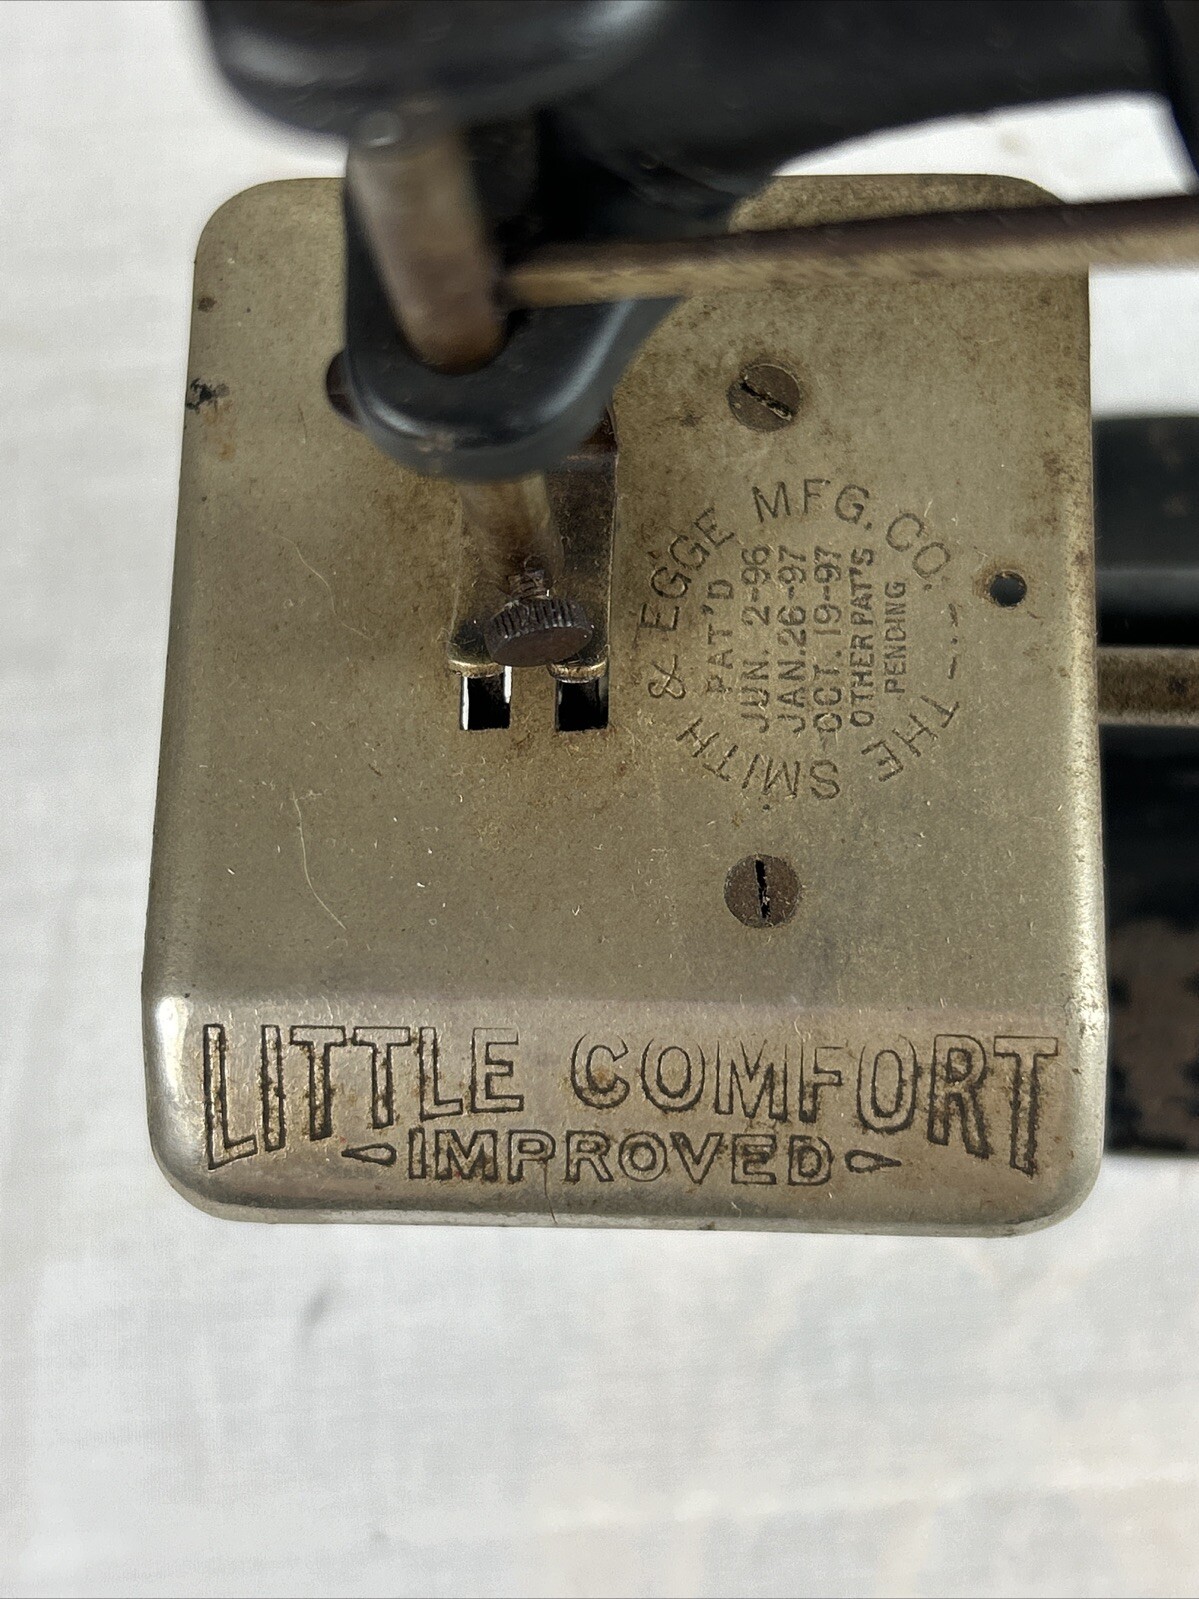 THE SMITH & EGGE MFG. CO.
PAT'D
JUN. 2-96
JAN. 26-97
OCT. 19-97
OTHER PAT'S
PENDING
LITTLE COMFORT
IMPROVED